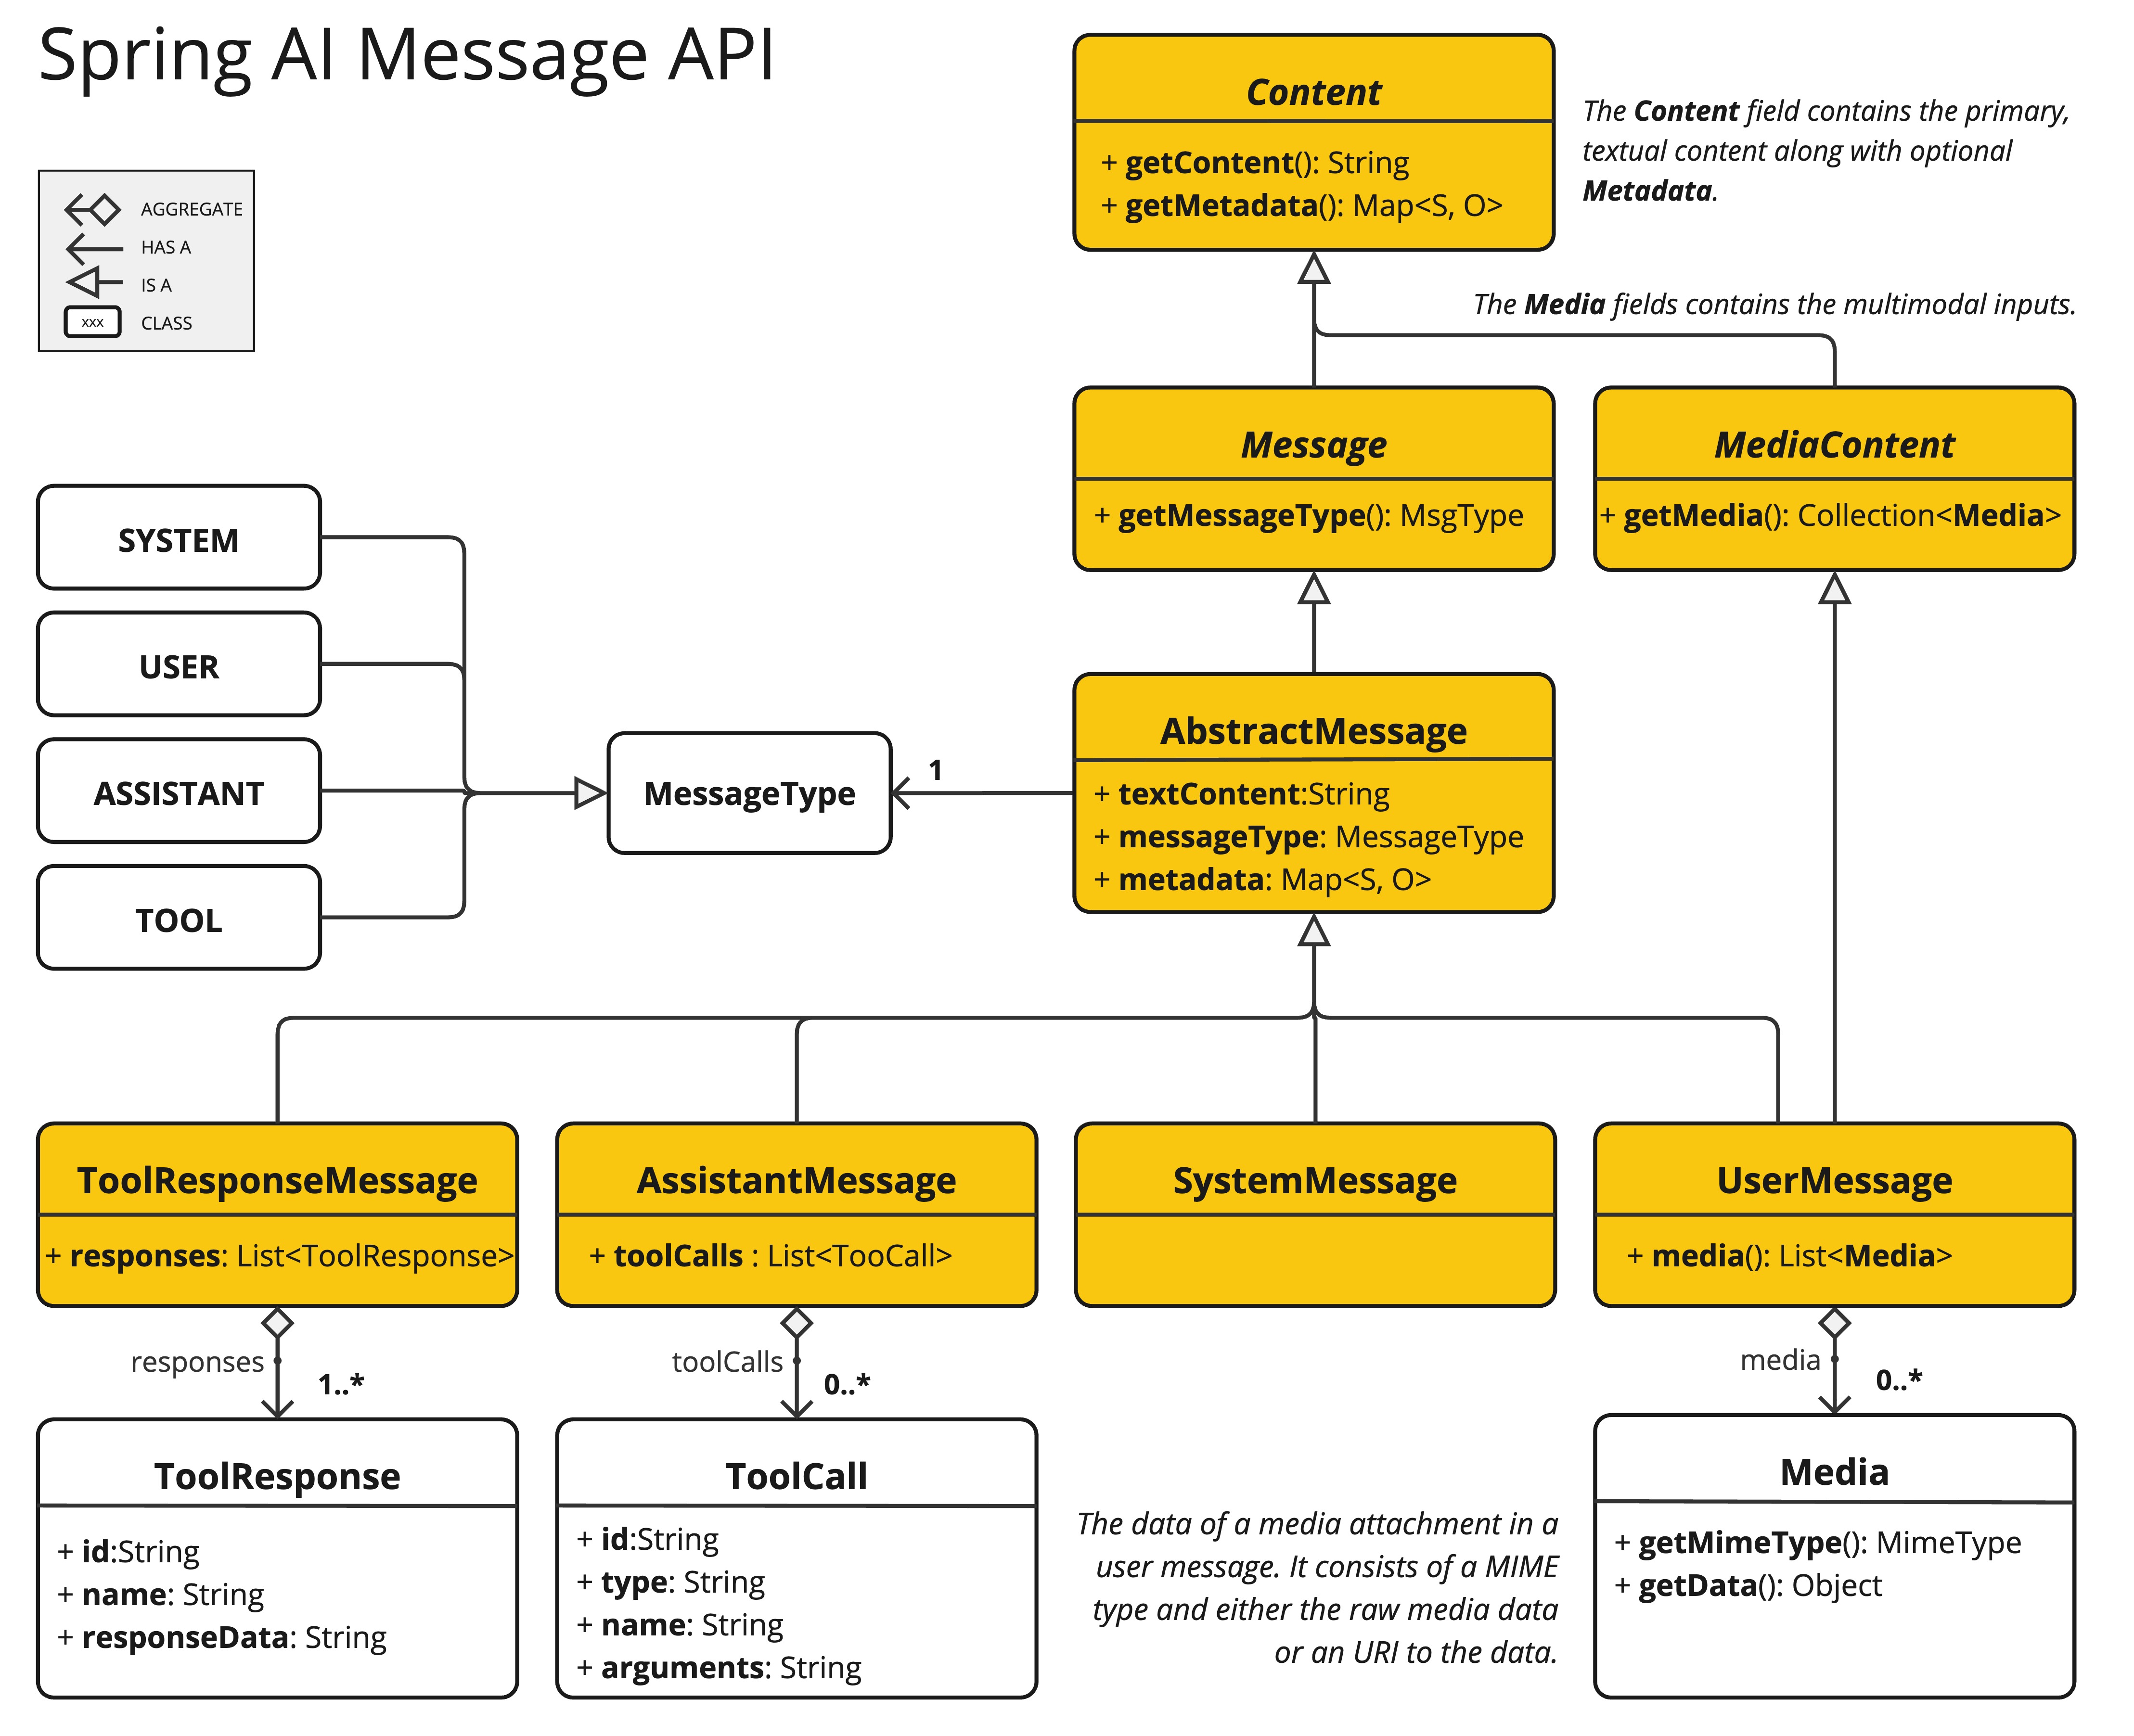 Spring AI Message API
AGGREGATE
HAS A
IS A
xxx
CLASS
Content
+ getContent(): String
+ getMetadata(): Map<S, O>
The Content field contains the primary,
textual content along with optional
Metadata.
The Media fields contains the multimodal inputs.
Message
+ getMessageType(): MsgType
MediaContent
+ getMedia(): Collection<Media>
SYSTEM
USER
ASSISTANT
TOOL
MessageType
1
AbstractMessage
+ textContent:String
+ messageType: MessageType
+ metadata: Map<S, O>
ToolResponseMessage
+ responses: List<ToolResponse>
AssistantMessage
+ toolCalls : List<TooCall>
SystemMessage
UserMessage
+ media(): List<Media>
responses
1..*
toolCalls
0..*
media
0..*
ToolResponse
+ id:String
+ name: String
+ responseData: String
ToolCall
+ id:String
+ type: String
+ name: String
+ arguments: String
The data of a media attachment in a
user message. It consists of a MIME
type and either the raw media data
or an URI to the data.
Media
+ getMimeType(): MimeType
+ getData(): Object